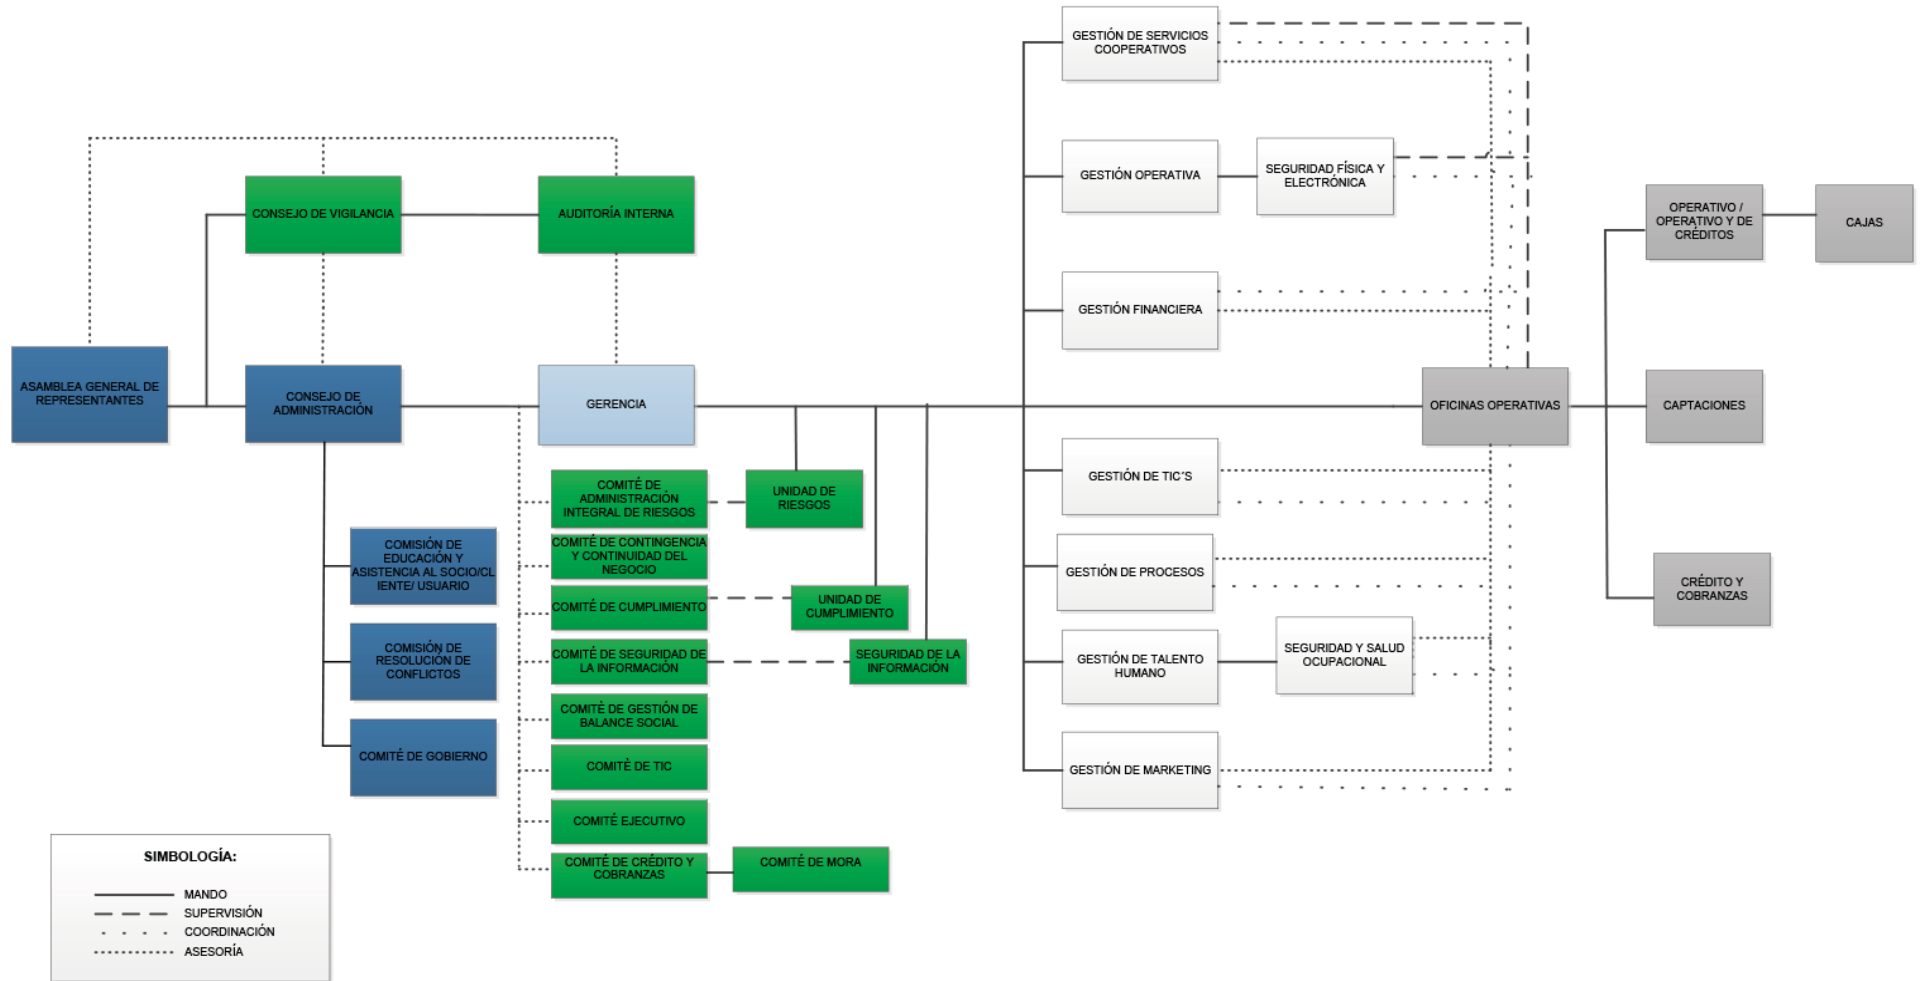 GESTIÓN DE SERVICIOS
COOPERATIVOS
GESTIÓN OPERATIVA
SEGURIDAD FÍSICA Y
ELECTRÓNICA
CONSEJO DE VIGILANCIA
AUDITORÍA INTERNA
OPERATIVO /
OPERATIVO Y DE
CRÉDITOS
CAJAS
GESTIÓN FINANCIERA
ASAMBLEA GENERAL DE
REPRESENTANTES
CONSEJO DE
ADMINISTRACIÓN
GERENCIA
OFICINAS OPERATIVAS
CAPTACIONES
COMITÉ DE
ADMINISTRACIÓN
INTEGRAL DE RIESGOS
UNIDAD DE
RIESGOS
GESTIÓN DE TIC´S
COMISIÓN DE
EDUCACIÓN Y
ASISTENCIA AL SOCIO/CL
IENTE/ USUARIO
COMITÉ DE CONTINGENCIA
Y CONTINUIDAD DEL
NEGOCIO
GESTIÓN DE PROCESOS
CRÉDITO Y
COBRANZAS
COMITÉ DE CUMPLIMIENTO
UNIDAD DE
CUMPLIMIENTO
COMISIÓN DE
RESOLUCIÓN DE
CONFLICTOS
COMITÉ DE SEGURIDAD DE
LA INFORMACIÓN
SEGURIDAD DE LA
INFORMACIÓN
GESTIÓN DE TALENTO
HUMANO
SEGURIDAD Y SALUD
OCUPACIONAL
COMITÉ DE GESTIÓN DE
BALANCE SOCIAL
COMITÉ DE GOBIERNO
COMITÈ DE TIC
GESTIÓN DE MARKETING
COMITÉ EJECUTIVO
COMITÉ DE CRÉDITO Y
COBRANZAS
COMITÉ DE MORA
SIMBOLOGÍA:
MANDO
SUPERVISIÓN
COORDINACIÓN
ASESORÍA